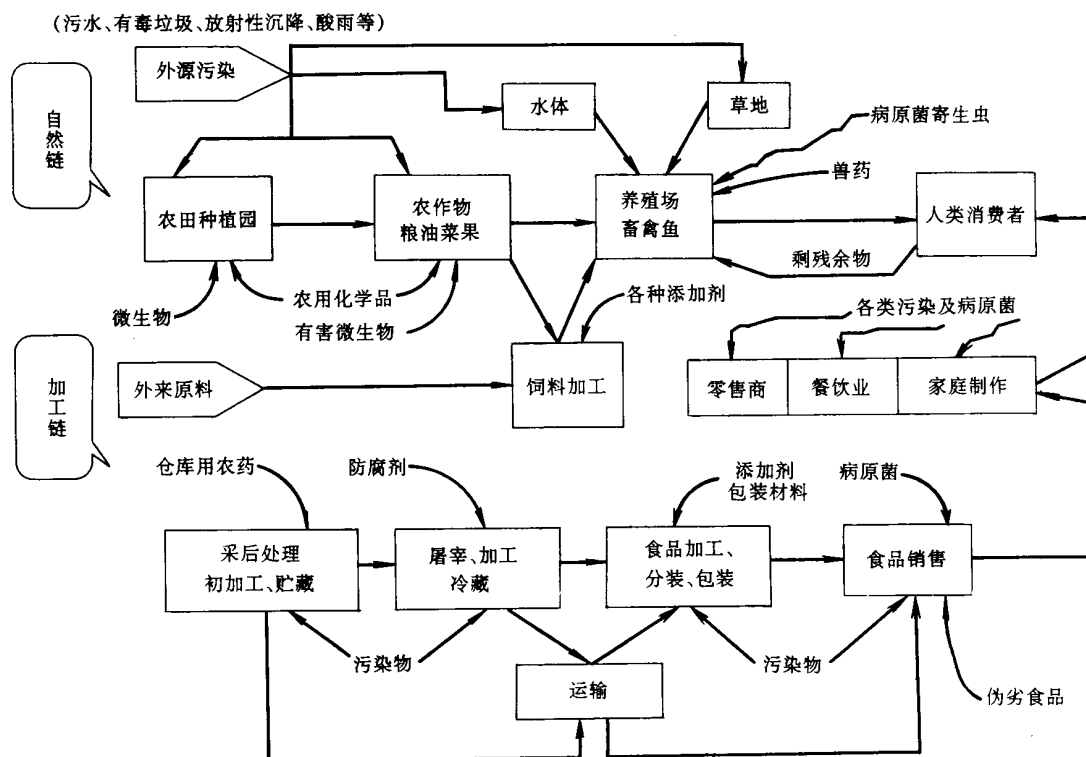 (污水、有毒垃圾、放射性沉降、酸雨等)
外源污染
水体
草地
病原菌寄生虫
兽药
自然链
农田种植园
农作物
粮油菜果
养殖场
畜禽鱼
人类消费者
剩残余物
微生物
农用化学品
有害微生物
各种添加剂
各类污染及病原菌
加工链
外来原料
饲料加工
零售商
餐饮业
家庭制作
仓库用农药
防腐剂
添加剂
包装材料
病原菌
采后处理
初加工、贮藏
屠宰、加工
冷藏
食品加工、
分装、包装
食品销售
污染物
污染物
运输
伪劣食品